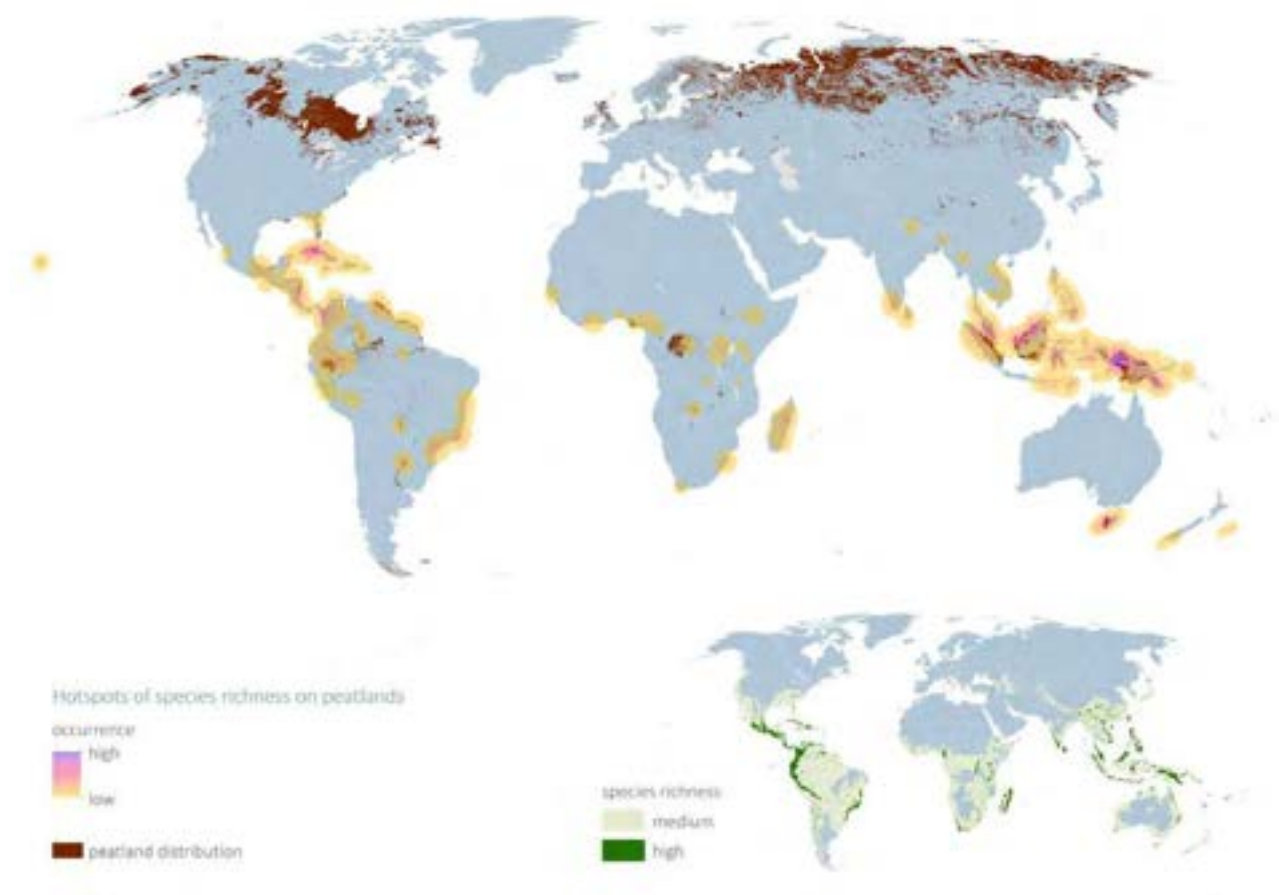 Hotspots of species richness on peatlands
occurrence
high
low
peatland distribution
species richness
medium
high